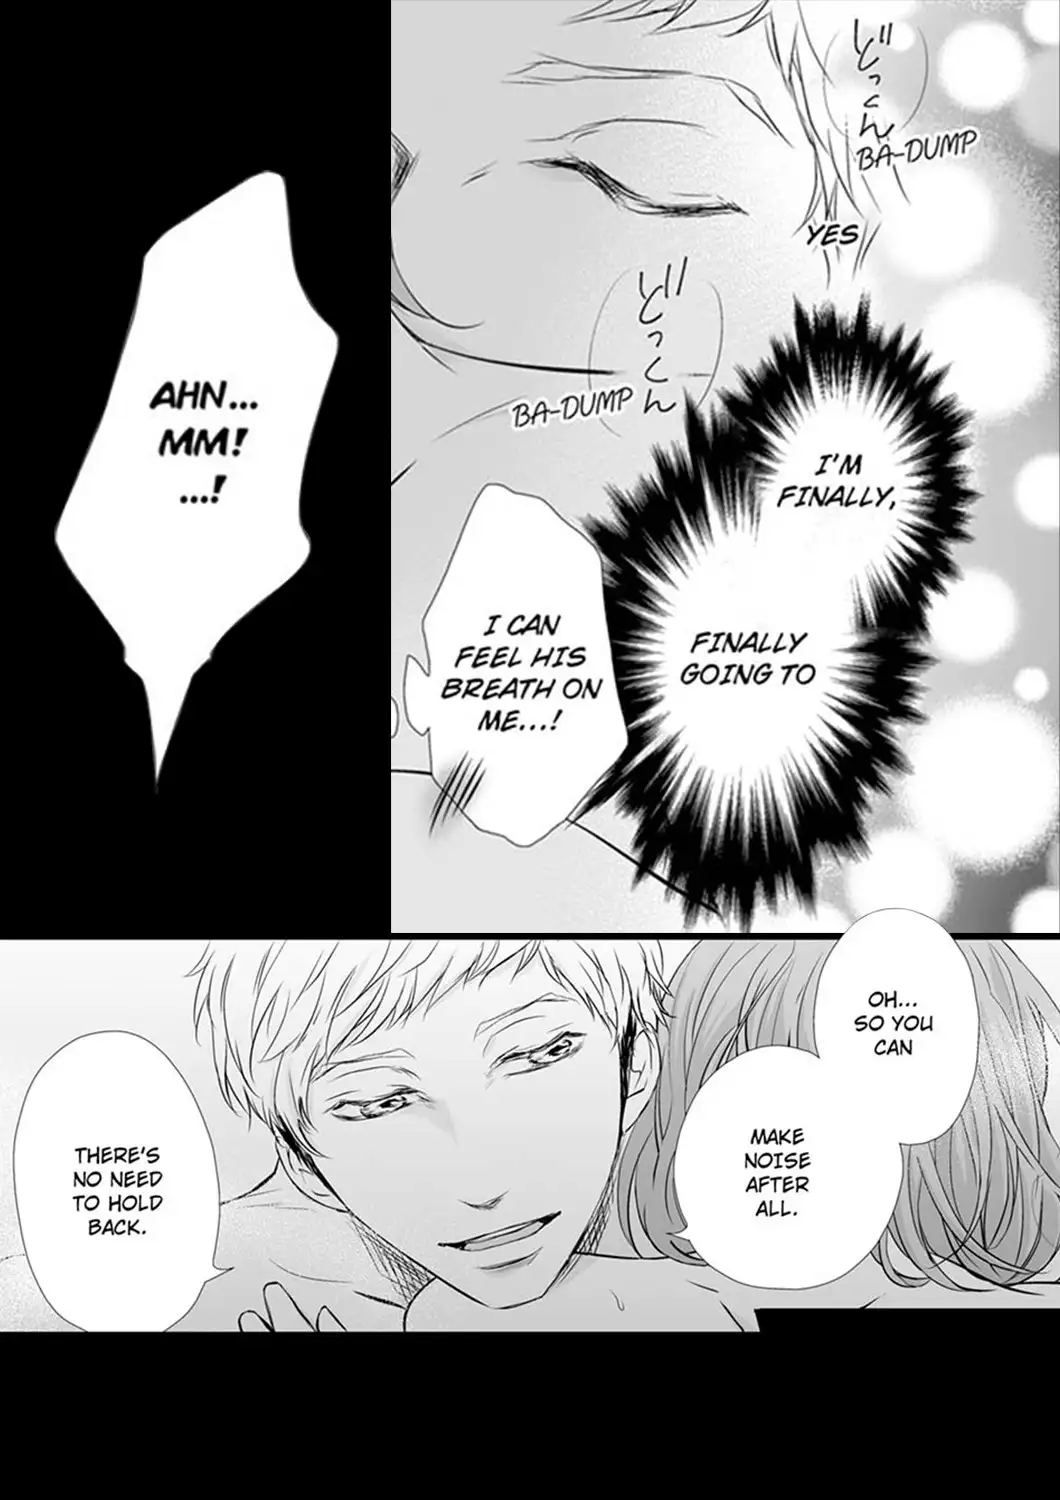 どっくん
BA-DUMP
YES
どっくん
BA-DUMP
I'M
FINALLY,
FINALLY
GOING TO
I CAN
FEEL HIS
BREATH ON
ME...!
AHN...
MM!
...!
OH...
SO YOU
CAN
MAKE
NOISE
AFTER
ALL.
THERE'S
NO NEED
TO HOLD
BACK.